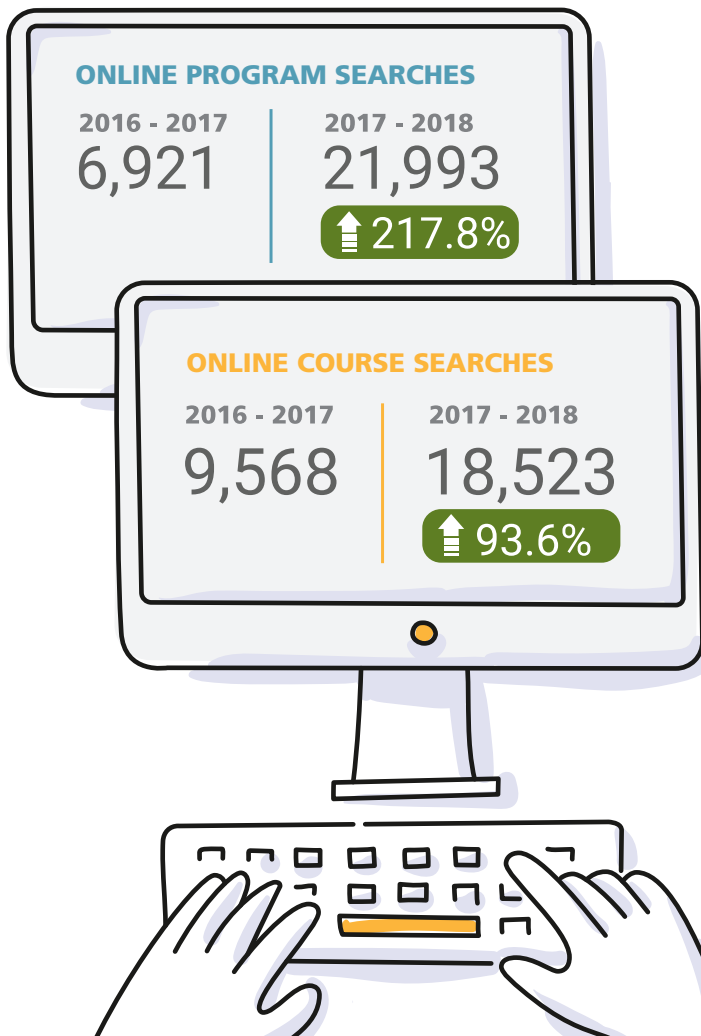 ONLINE PROGRAM SEARCHES
2016 - 2017
6,921
2017 - 2018
21,993
217.8%
ONLINE COURSE SEARCHES
2016 - 2017
9,568
2017 - 2018
18,523
93.6%